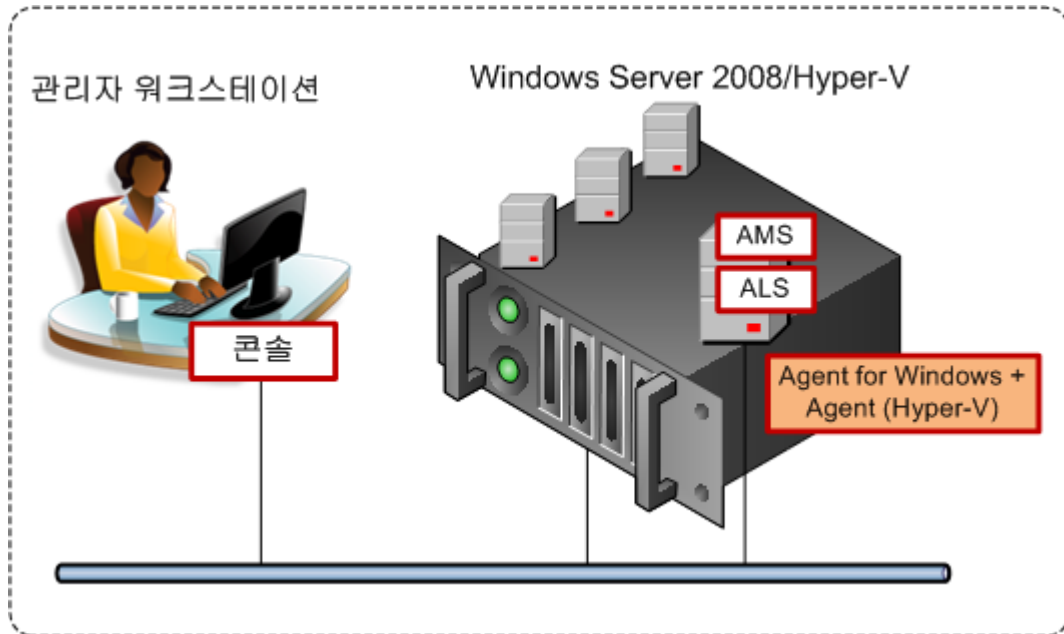 관리자 워크스테이션
Windows Server 2008/Hyper-V
AMS
ALS
콘솔
Agent for Windows +
Agent (Hyper-V)